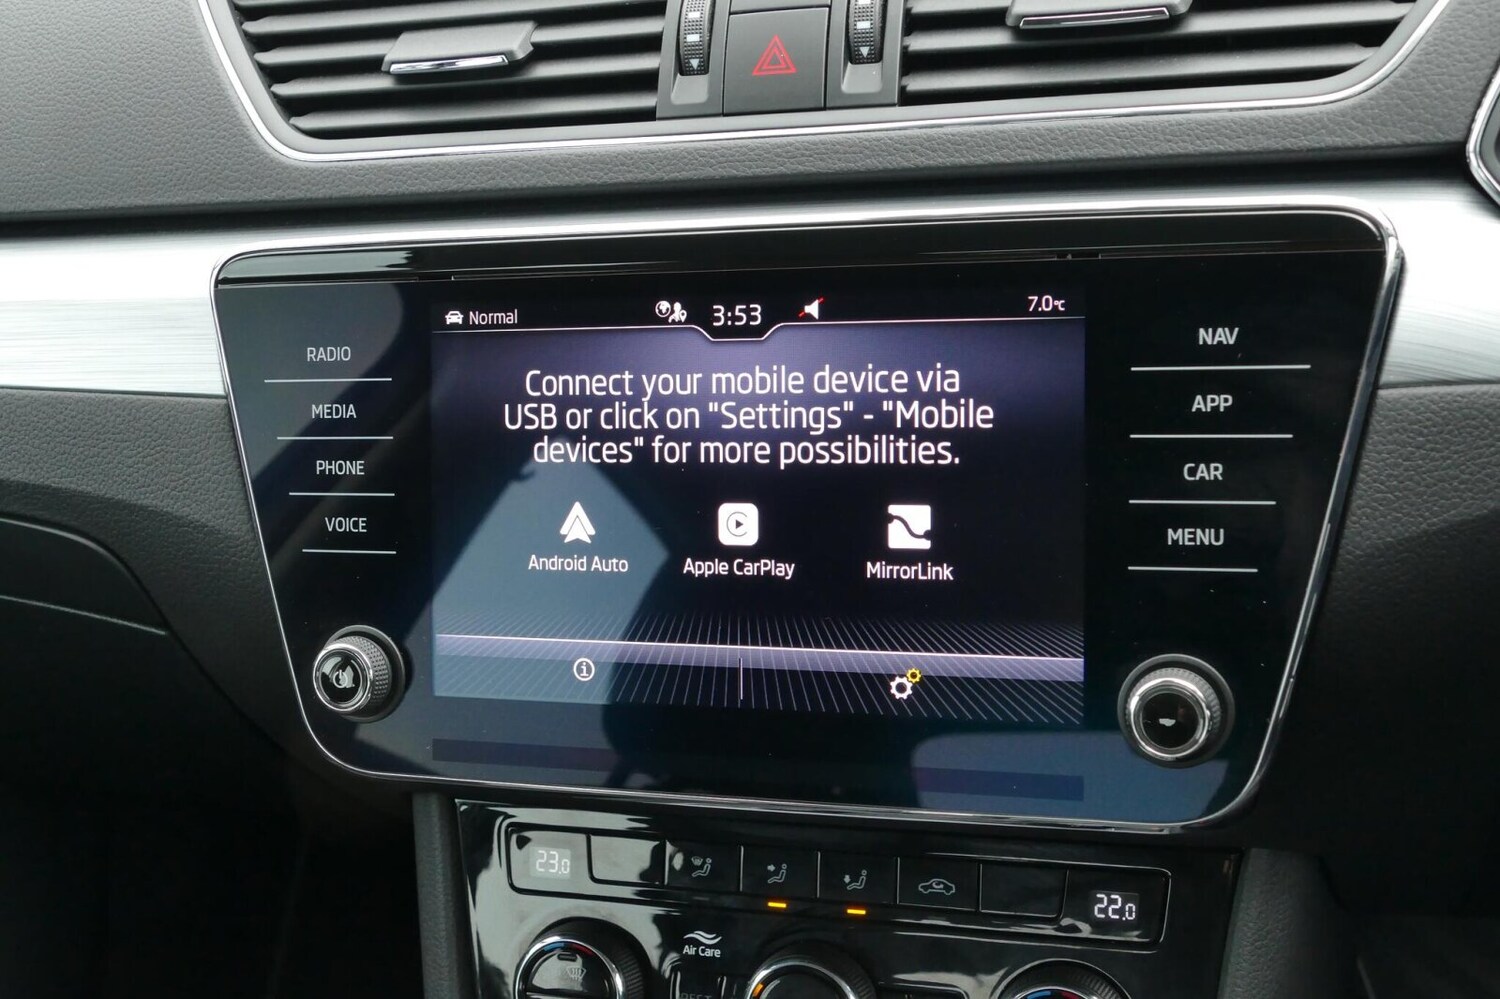 Normal
3:53
7.0°C
RADIO
MEDIA
PHONE
VOICE
Connect your mobile device via
USB or click on "Settings" - "Mobile
devices" for more possibilities.
Android Auto
Apple CarPlay
MirrorLink
NAV
APP
CAR
MENU
23.0
22.0
Air Care